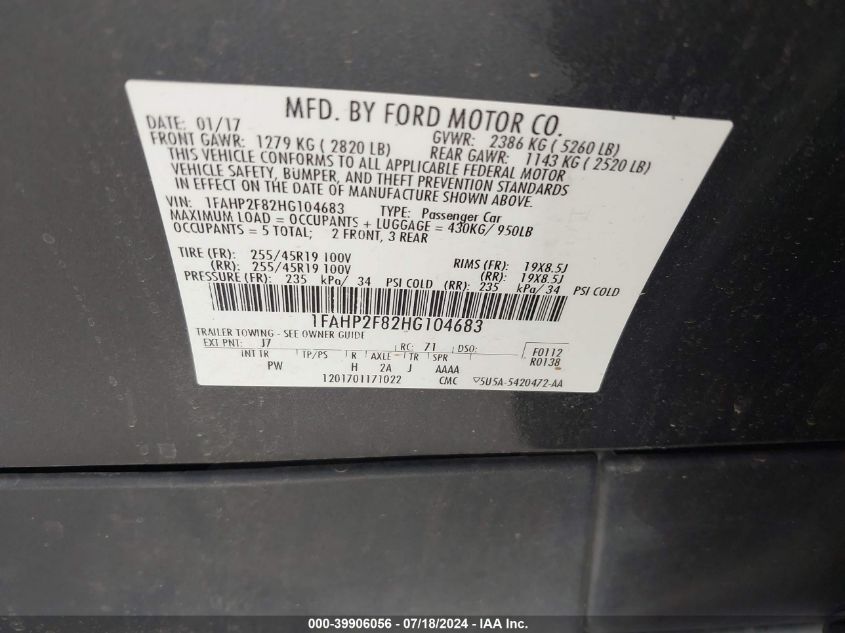 MFD. BY FORD MOTOR CO.
DATE: 01/17 GVWR: 2386 KG ( 5260 LB)
FRONT GAWR: 1279 KG ( 2820 LB) REAR GAWR: 1143 KG ( 2520 LB)
THIS VEHICLE CONFORMS TO ALL APPLICABLE FEDERAL MOTOR
VEHICLE SAFETY, BUMPER, AND THEFT PREVENTION STANDARDS
IN EFFECT ON THE DATE OF MANUFACTURE SHOWN ABOVE.
VIN: 1FAHP2F82HG104683 TYPE: Passenger Car
MAXIMUM LOAD = OCCUPANTS + LUGGAGE = 430KG/ 950LB
OCCUPANTS = 5 TOTAL; 2 FRONT, 3 REAR
TIRE (FR): 255/45R19 100V RIMS (FR): 19X8.5J
(RR): 255/45R19 100V (RR): 19X8.5J
PRESSURE (FR): 235 kPa/ 34 PSI COLD (RR): 235 kPa/ 34 PSI COLD
1FAHP2F82HG104683
TRAILER TOWING - SEE OWNER GUIDE
EXT PNT: J7 RC: 71 DSO: F0112
R0138
INT TR TP/PS R AXLE TR SPR
PW H 2A J AAAA
1201701171022 CMC ▽5U5A-5420472-AA
000-39906056 - 07/18/2024 - IAA Inc.